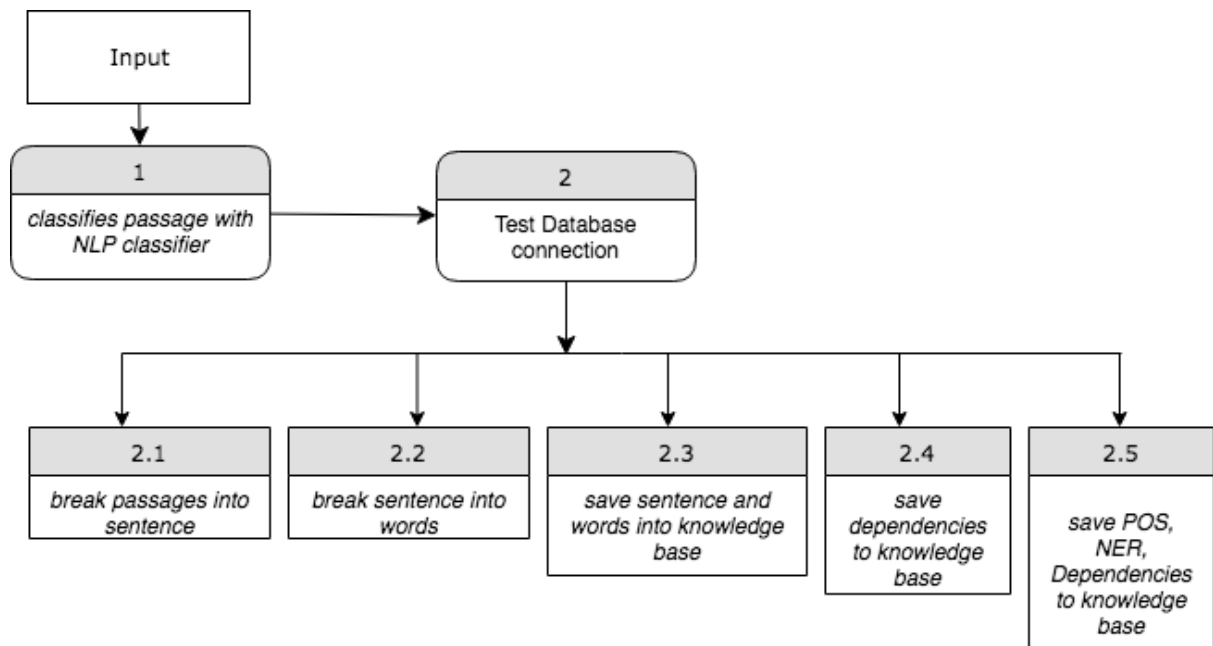 Input
1
classifies passage with
NLP classifier
2
Test Database
connection
2.1
break passages into
sentence
2.2
break sentence into
words
2.3
save sentence and
words into knowledge
base
2.4
save
dependencies
to knowledge
base
2.5
save POS,
NER,
Dependencies
to knowledge
base